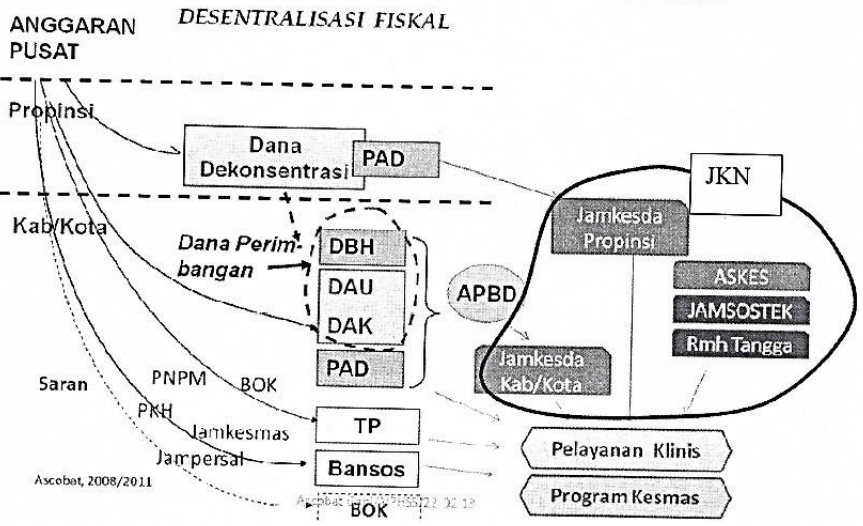 ANGGARAN
PUSAT
DESENTRALISASI FISKAL
Propinsi
Dana
Dekonsentrasi
PAD
JKN
Jamkesda
Propinsi
Kab/Kota
Dana Perim-
bangan
DBH
DAU
DAK
PAD
APBD
ASKES
JAMSOSTEK
Rmh Tangga
Jamkesda
Kab/Kota
Saran
PNPM
BOK
PKH
Jamkesmas
Jampersal
TP
Bansos
BOK
Pelayanan Klinis
Program Kesmas
Ascobat, 2008/2011
Ascobat